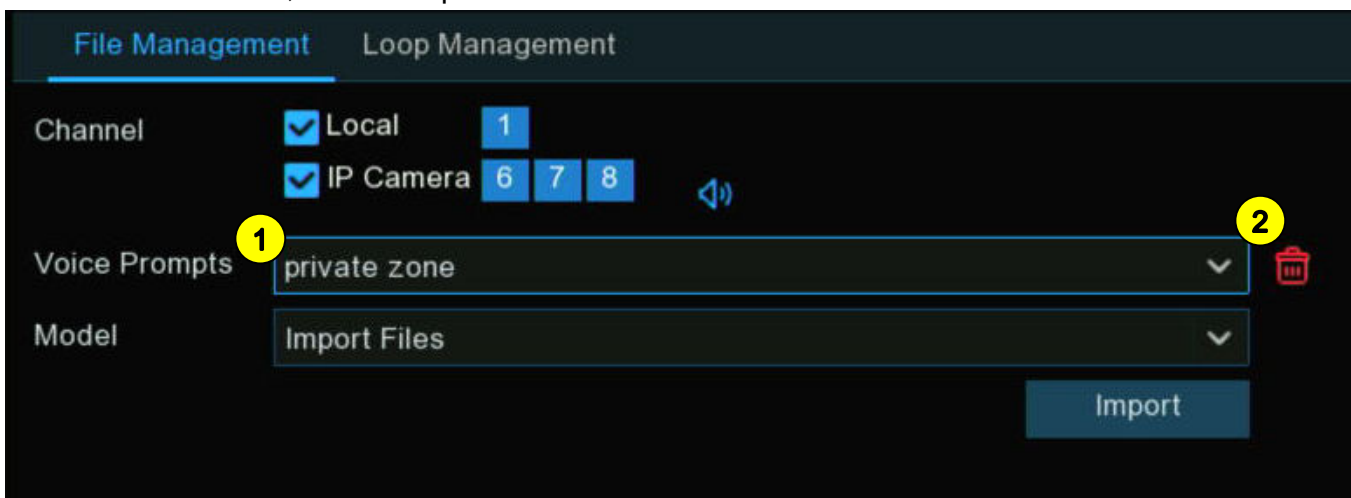 File Management Loop Management
Channel Local 1
IP Camera 6 7 8
1 2
Voice Prompts private zone
Model Import Files
Import